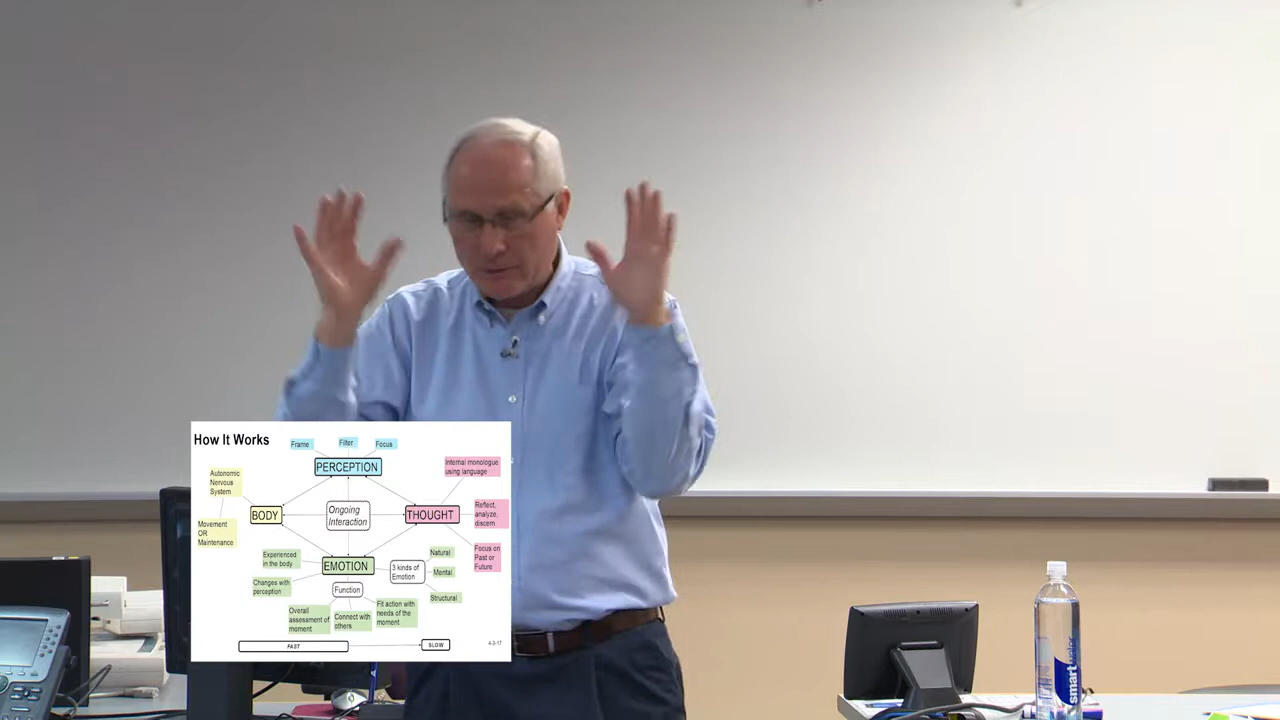 How It Works
Frame
Filter
Focus
PERCEPTION
Internal monologue
using language
Autonomic
Nervous
System
BODY
Ongoing
Interaction
THOUGHT
Reflect,
analyze,
discern
Movement
OR
Maintenance
Experienced
in the body
EMOTION
3 kinds of
Emotion
Natural
Mental
Structural
Focus on
Past or
Future
Changes with
perception
Function
Overall
assessment of
moment
Connect with
others
Fit action with
needs of the
moment
FAST
SLOW
4-3-17
smartwater